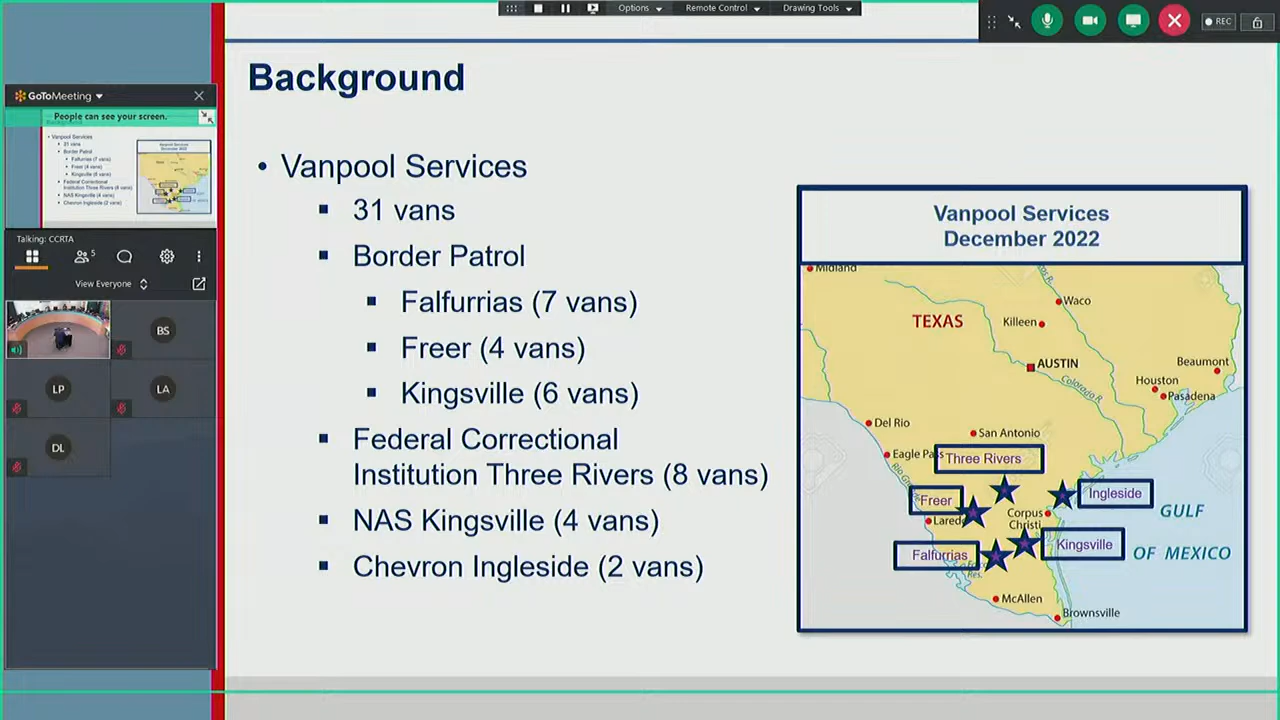 Options
Remote Control
Drawing Tools
REC
Background
GoToMeeting
People can see your screen.
Talking: CCRTA
5
View Everyone
BS
LP
LA
DL
• Vanpool Services
▪ 31 vans
▪ Border Patrol
▪ Falfurrias (7 vans)
▪ Freer (4 vans)
▪ Kingsville (6 vans)
▪ Federal Correctional
Institution Three Rivers (8 vans)
▪ NAS Kingsville (4 vans)
▪ Chevron Ingleside (2 vans)
Vanpool Services
December 2022
Midland
Waco
TEXAS
Killeen
AUSTIN
Beaumont
Colorado R.
Houston
Pasadena
Del Rio
San Antonio
Eagle Pass
Three Rivers
Freer
Ingleside
Laredo
Corpus
Christi
GULF
Falfurrias
Kingsville
OF MEXICO
Res.
McAllen
Brownsville